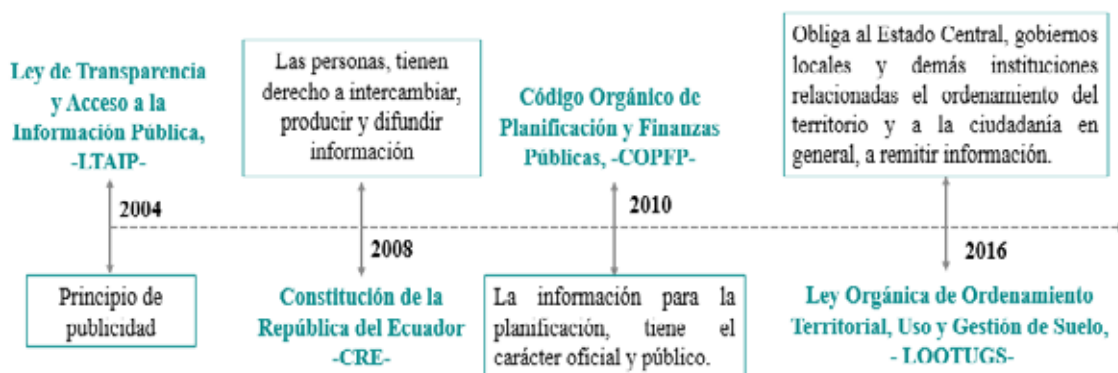 Ley de Transparencia
y Acceso a la
Información Pública,
-LTAIP-
2004
Principio de
publicidad
Las personas, tienen
derecho a intercambiar,
producir y difundir
información
2008
Constitución de la
República del Ecuador
-CRE-
Código Orgánico de
Planificación y Finanzas
Públicas, -COPFP-
2010
La información para la
planificación, tiene el
carácter oficial y público.
Obliga al Estado Central, gobiernos
locales y demás instituciones
relacionadas el ordenamiento del
territorio y a la ciudadanía en
general, a remitir información.
2016
Ley Orgánica de Ordenamiento
Territorial, Uso y Gestión de Suelo,
- LOOTUGS-